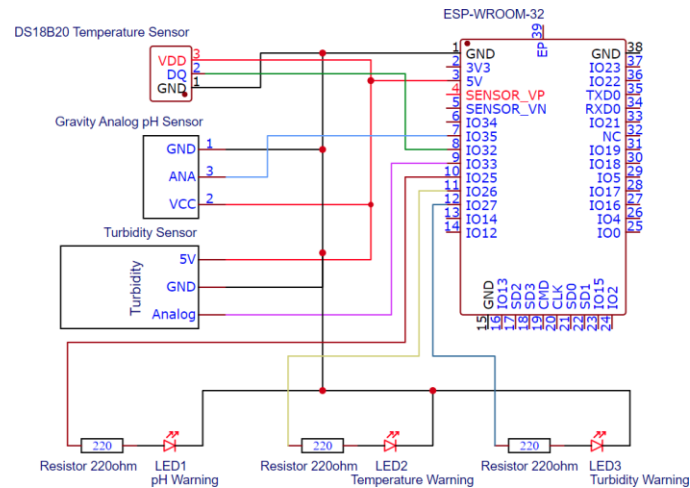 ESP-WROOM-32
DS18B20 Temperature Sensor
VDD 3
DQ 2
GND 1
Gravity Analog pH Sensor
GND 1
ANA 3
VCC 2
Turbidity Sensor
Turbidity
5V
GND
Analog
EP 39
1 GND
2 3V3
3 5V
4 SENSOR_VP
5 SENSOR_VN
6 IO34
7 IO35
8 IO32
9 IO33
10 IO25
11 IO26
12 IO27
13 IO14
14 IO12
GND 38
IO23 37
IO22 36
TXD0 35
RXD0 34
IO21 33
NC 32
IO19 31
IO18 30
IO5 29
IO17 28
IO16 27
IO4 26
IO0 25
15 GND
16 IO13
17 SD2
18 SD3
19 CMD
20 CLK
21 SD0
22 SD1
23 IO15
24 IO2
220
Resistor 220ohm
LED1
pH Warning
220
Resistor 220ohm
LED2
Temperature Warning
220
Resistor 220ohm
LED3
Turbidity Warning